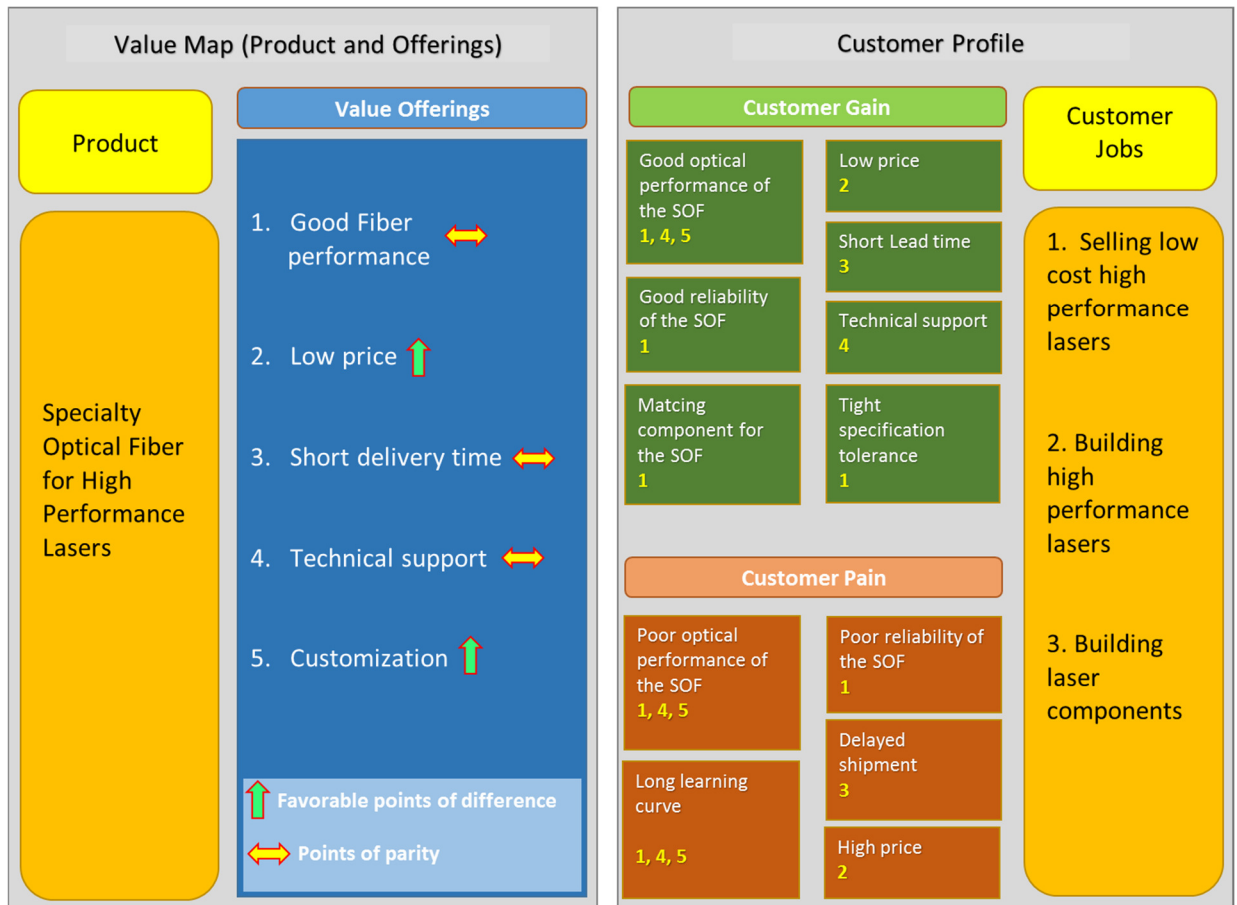 Value Map (Product and Offerings)
Product
Specialty
Optical Fiber
for High
Performance
Lasers
Value Offerings
1. Good Fiber
performance
2. Low price
3. Short delivery time
4. Technical support
5. Customization
Favorable points of difference
Points of parity
Customer Profile
Customer Gain
Good optical
performance of
the SOF
1, 4, 5
Low price
2
Short Lead time
3
Good reliability
of the SOF
1
Technical support
4
Matcing
component for
the SOF
1
Tight
specification
tolerance
1
Customer Pain
Poor optical
performance of
the SOF
1, 4, 5
Poor reliability of
the SOF
1
Delayed
shipment
3
Long learning
curve
1, 4, 5
High price
2
Customer
Jobs
1. Selling low
cost high
performance
lasers
2. Building
high
performance
lasers
3. Building
laser
components